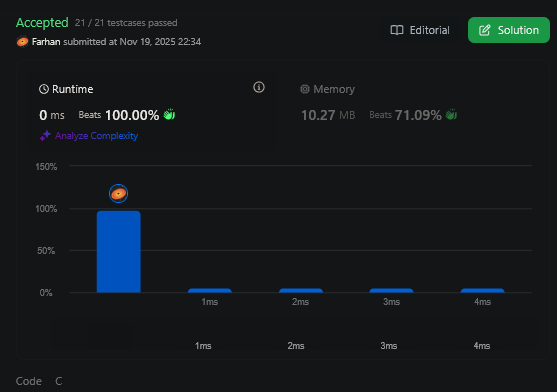 Accepted 21 / 21 testcases passed
Editorial
Solution
Farhan submitted at Nov 19, 2025 22:34
Runtime
Memory
0 ms Beats 100.00%
10.27 MB Beats 71.09%
Analyze Complexity
150%
100%
50%
0%
1ms 2ms 3ms 4ms
1ms 2ms 3ms 4ms
Code C